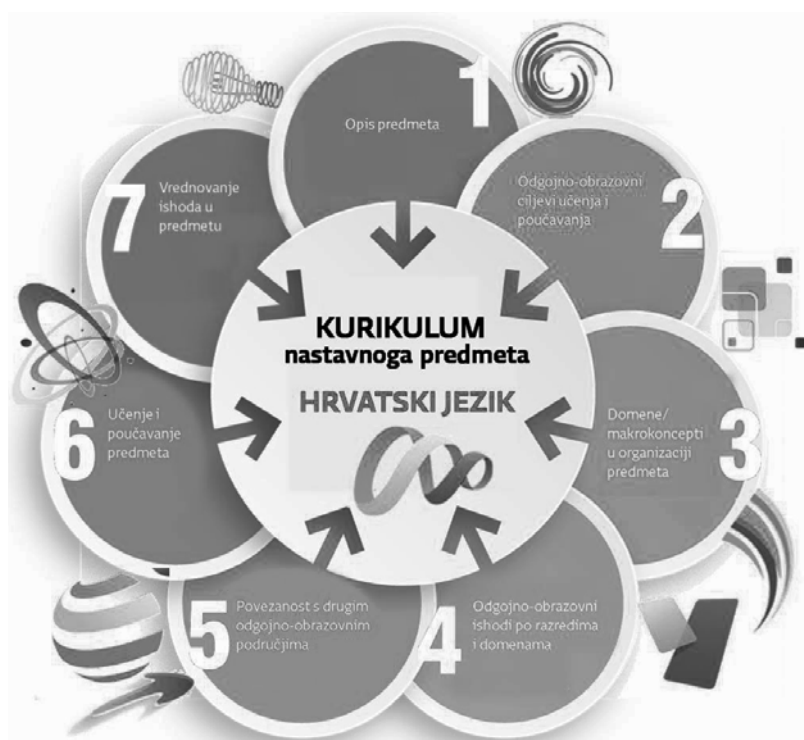 1
Opis predmeta
2
Odgojno-obrazovni
ciljevi učenja i
poučavanja
3
Domene/
makrokoncepti
u organizaciji
predmeta
4
Odgojno-obrazovni
ishodi po razredima
i domenama
5
Povezanost s drugim
odgojno-obrazovnim
područjima
6
Učenje i
poučavanje
predmeta
7
Vrednovanje
ishoda u
predmetu
KURIKULUM
nastavnoga predmeta
HRVATSKI JEZIK